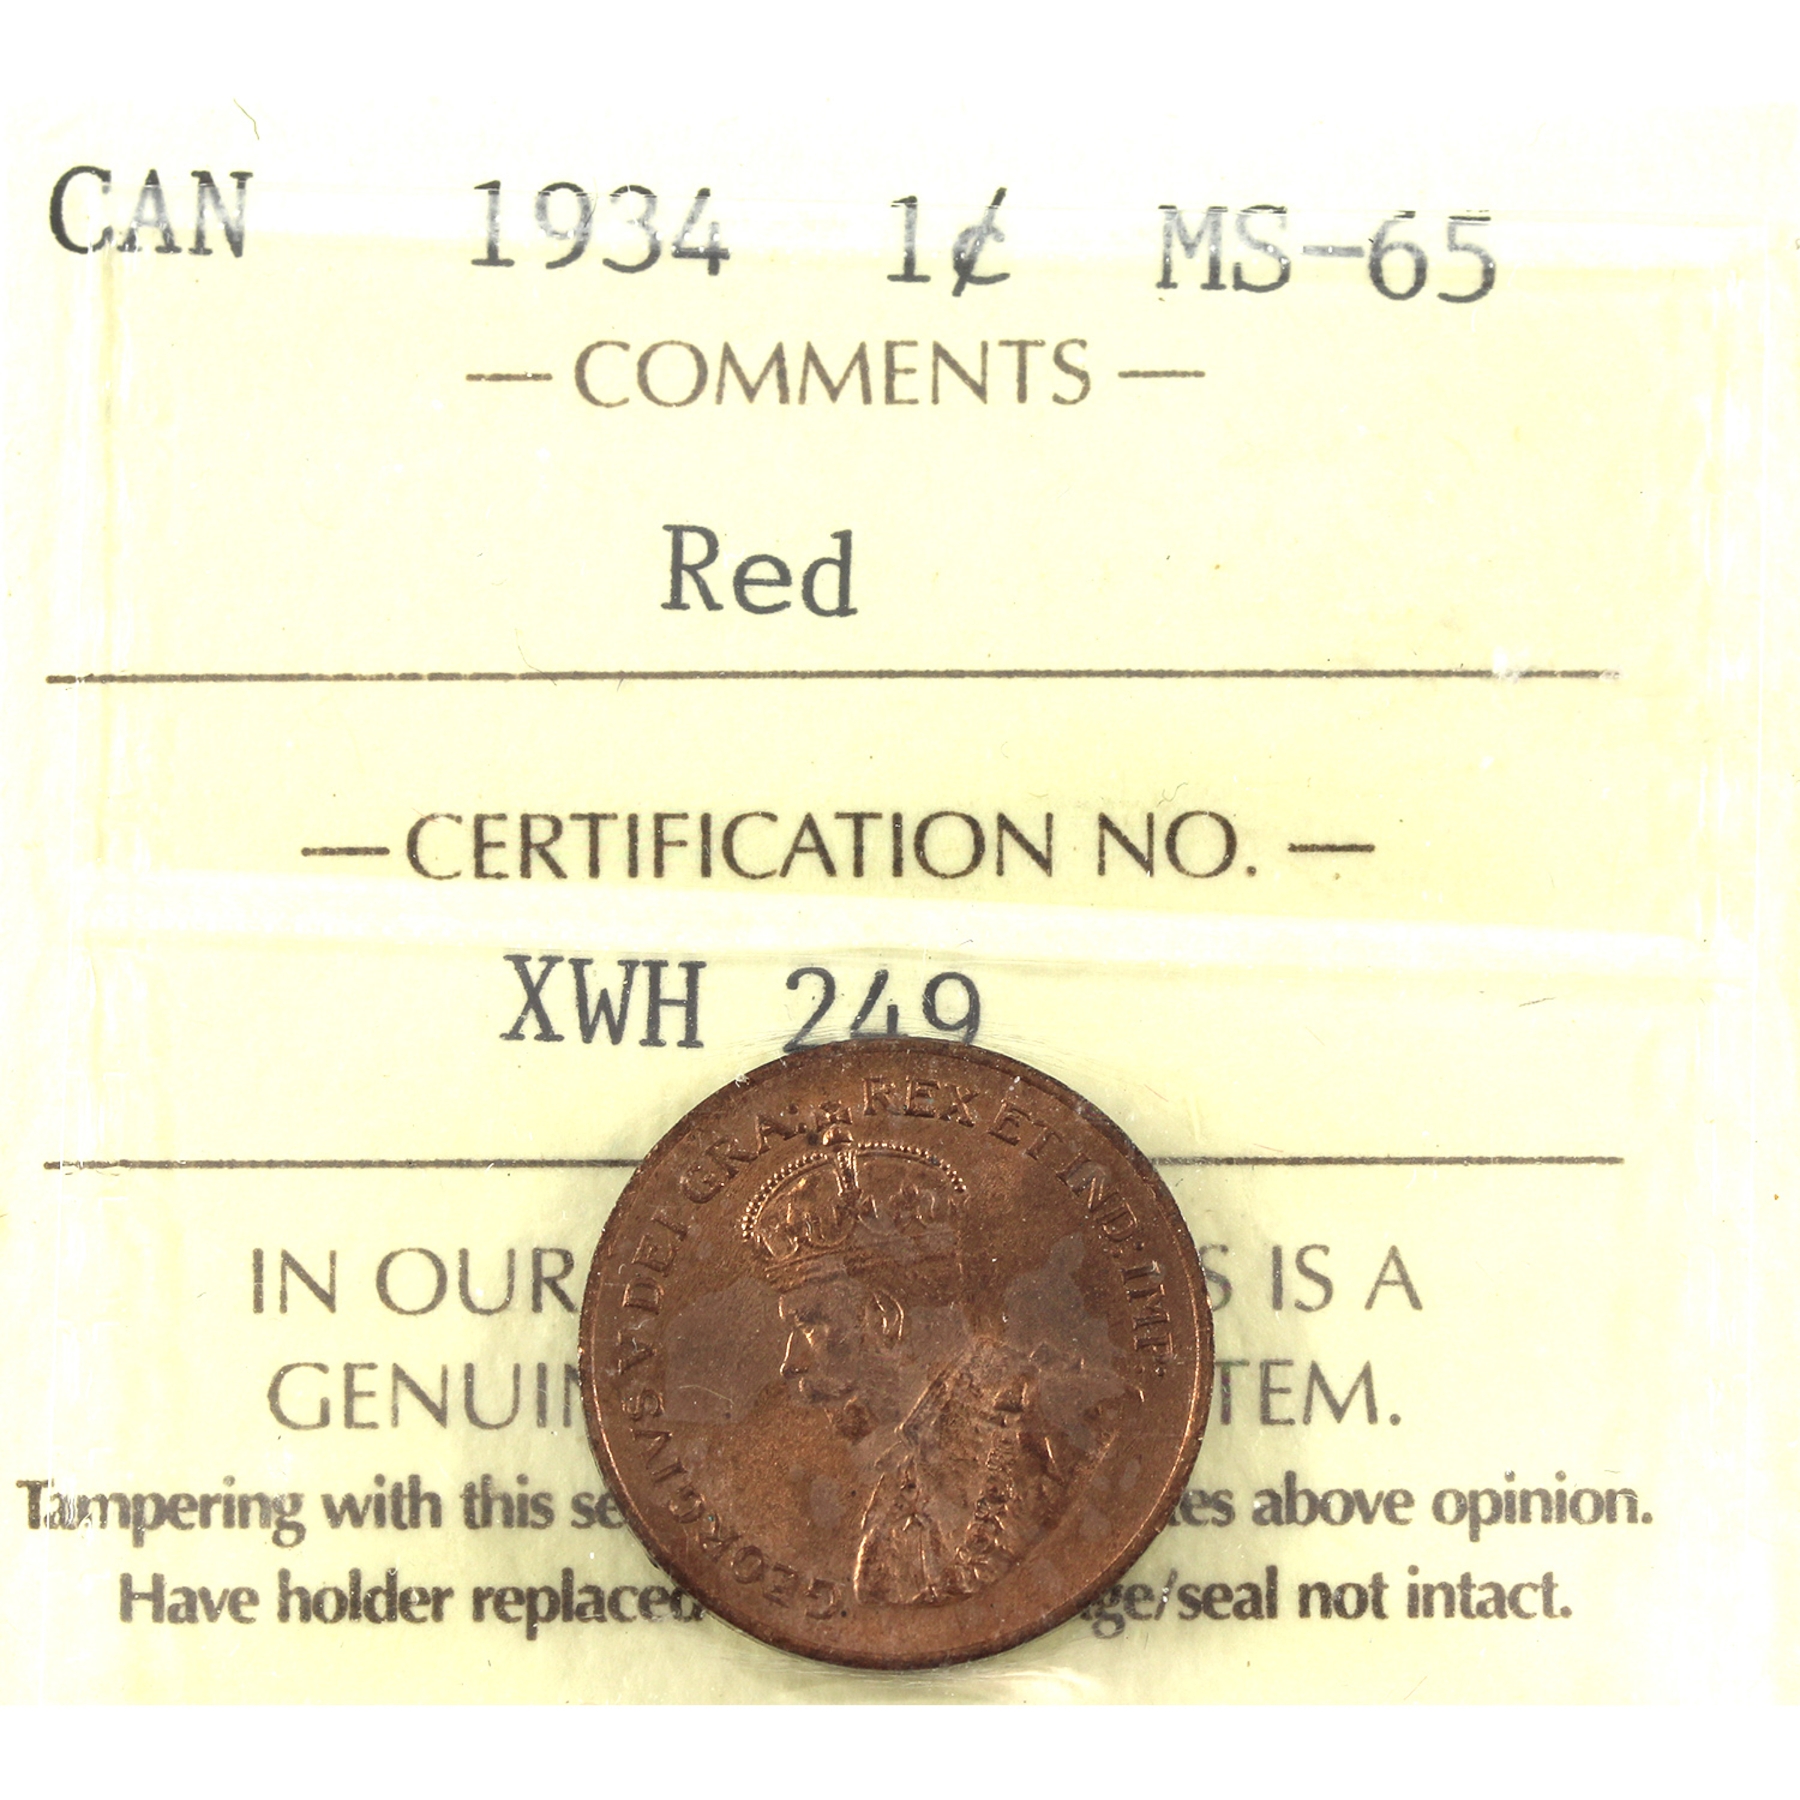 CAN 1934 1¢ MS-65
— COMMENTS —
Red
— CERTIFICATION NO. —
XWH 249
GEORGIVS V DEI GRA: REX ET IND: IMP:
IN OUR S IS A
GENUIN TEM.
Tampering with this se es above opinion.
Have holder replaced ge/seal not intact.